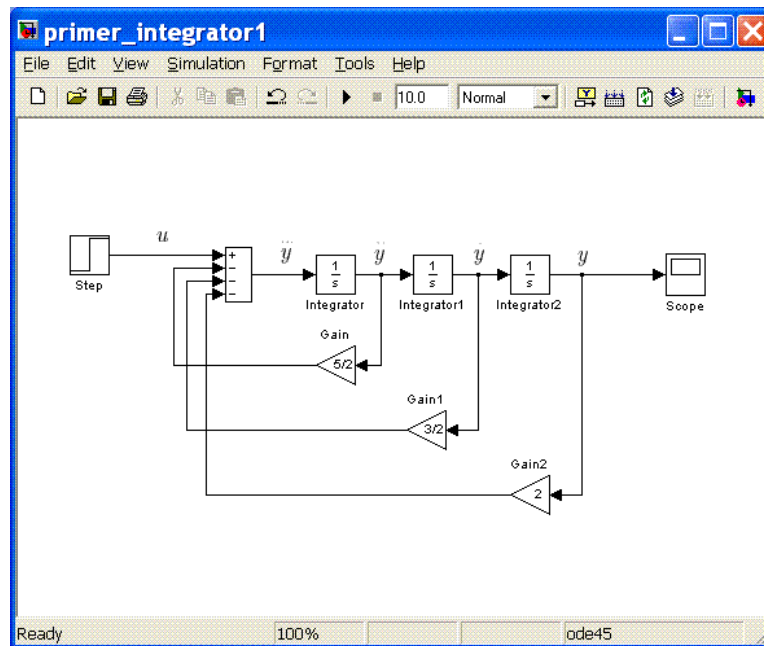 primer_integrator1
File Edit View Simulation Format Tools Help
10.0 Normal
u
+
−
−
−
y⃛
1
s
ÿ
1
s
ẏ
1
s
y
Step
Integrator
Integrator1
Integrator2
Scope
Gain
5/2
Gain1
3/2
Gain2
2
Ready 100% ode45